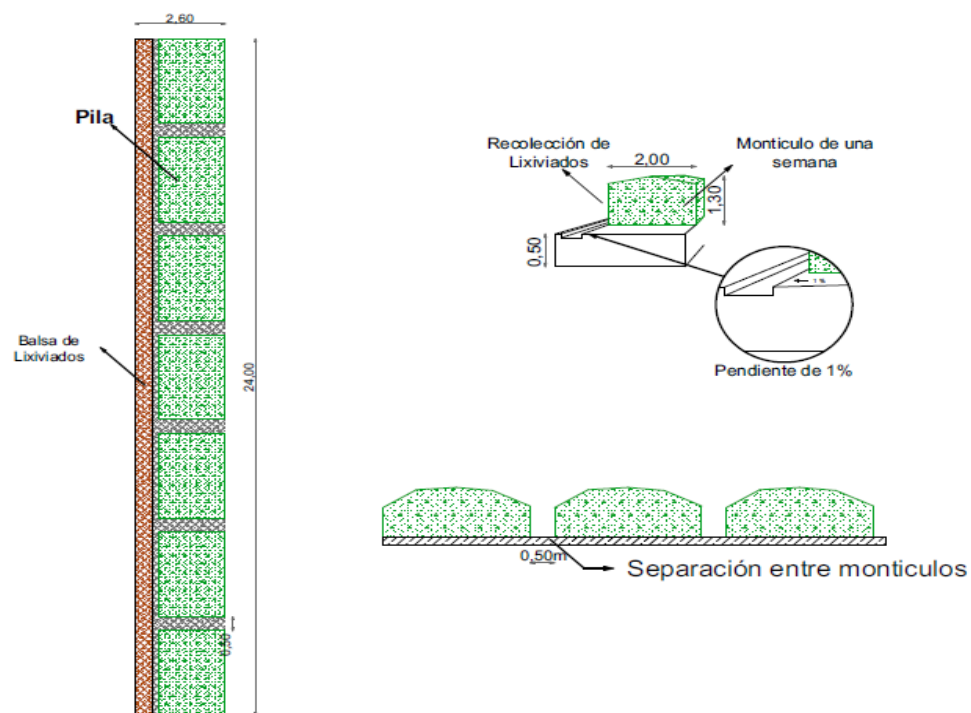 2,60
Pila
Balsa de
Lixiviados
24,00
0,50
Recolección de
Lixiviados
2,00
Monticulo de una
semana
1,30
0,50
1%
Pendiente de 1%
0,50m
Separación entre monticulos